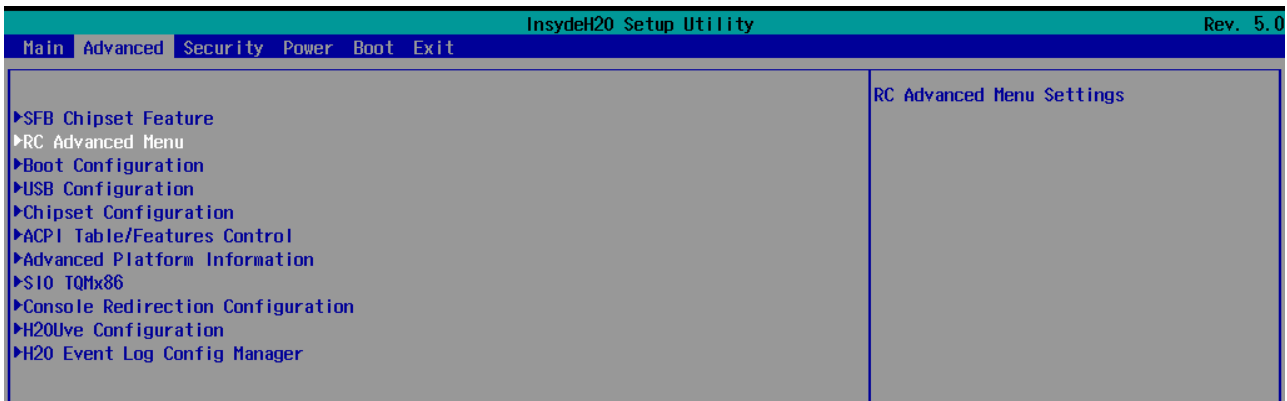 InsydeH20 Setup Utility Rev. 5.0
Main Advanced Security Power Boot Exit
RC Advanced Menu Settings
▶SFB Chipset Feature
▶RC Advanced Menu
▶Boot Configuration
▶USB Configuration
▶Chipset Configuration
▶ACPI Table/Features Control
▶Advanced Platform Information
▶SIO TQMx86
▶Console Redirection Configuration
▶H20Uve Configuration
▶H20 Event Log Config Manager